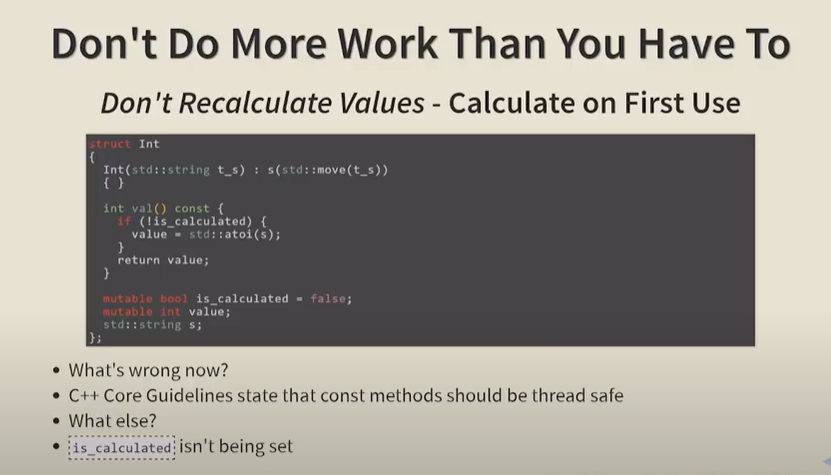 Don't Do More Work Than You Have To
Don't Recalculate Values - Calculate on First Use
struct Int
{
  Int(std::string t_s) : s(std::move(t_s))
  { }

  int val() const {
    if (!is_calculated) {
      value = std::atoi(s);
    }
    return value;
  }

  mutable bool is_calculated = false;
  mutable int value;
  std::string s;
};
• What's wrong now?
• C++ Core Guidelines state that const methods should be thread safe
• What else?
• is_calculated isn't being set